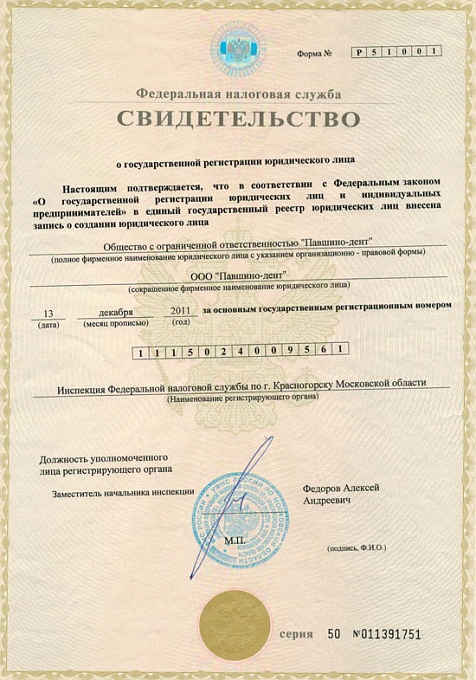 Форма № Р 5 1 0 0 1
Федеральная налоговая служба
СВИДЕТЕЛЬСТВО
о государственной регистрации юридического лица
Настоящим подтверждается, что в соответствии с Федеральным законом
«О государственной регистрации юридических лиц и индивидуальных
предпринимателей» в единый государственный реестр юридических лиц внесена
запись о создании юридического лица
Общество с ограниченной ответственностью "Павшино-дент"
(полное фирменное наименование юридического лица с указанием организационно - правовой формы)
ООО "Павшино-дент"
(сокращенное фирменное наименование юридического лица)
13 декабря 2011 за основным государственным регистрационным номером
(дата) (месяц прописью) (год)
1 1 1 5 0 2 4 0 0 9 5 6 1
Инспекция Федеральной налоговой службы по г. Красногорску Московской области
(Наименование регистрирующего органа)
Должность уполномоченного
лица регистрирующего органа
Заместитель начальника инспекции
Федоров Алексей
Андреевич
М.П.
(подпись, Ф.И.О.)
серия 50 №011391751